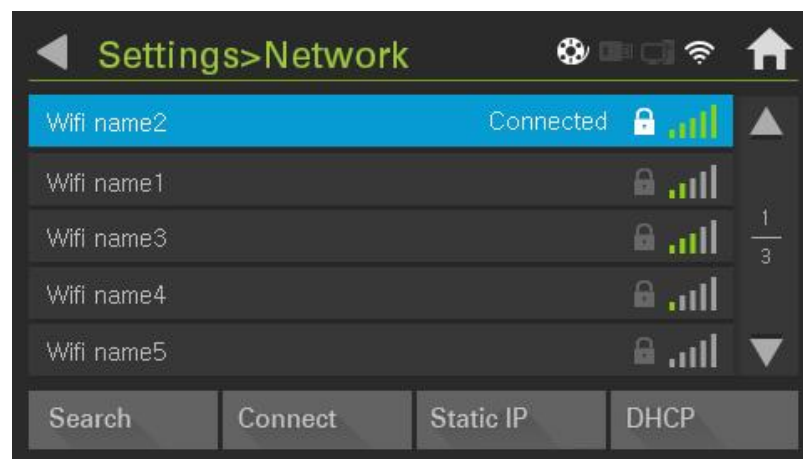 Settings>Network
Wifi name2 Connected
Wifi name1
Wifi name3
Wifi name4
Wifi name5
1
3
Search Connect Static IP DHCP